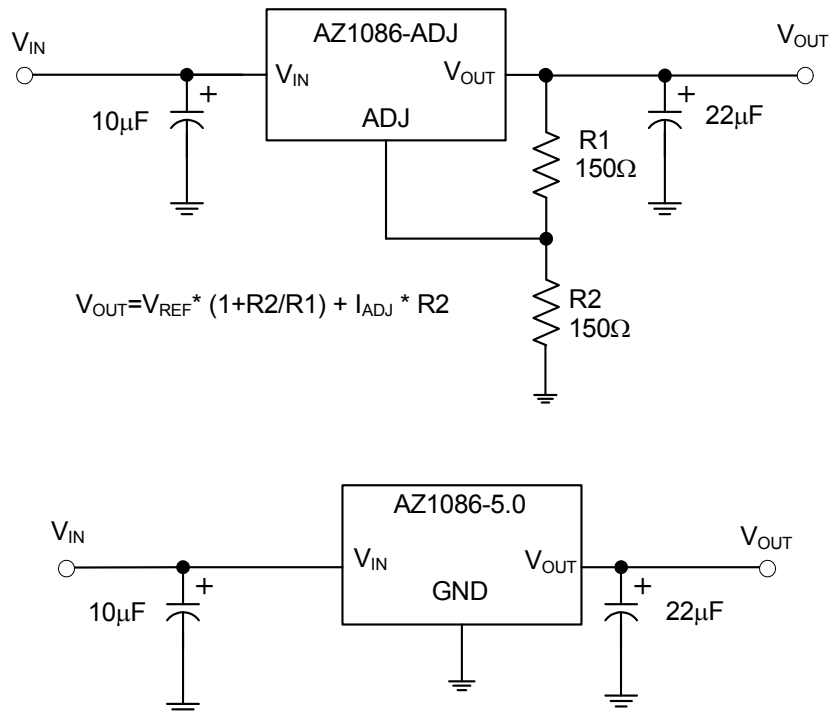 AZ1086-ADJ
V_IN
V_OUT
V_IN
V_OUT
+
10μF
ADJ
+
22μF
R1
150Ω
V_OUT=V_REF* (1+R2/R1) + I_ADJ * R2
R2
150Ω
AZ1086-5.0
V_IN
V_OUT
V_IN
V_OUT
+
10μF
GND
+
22μF